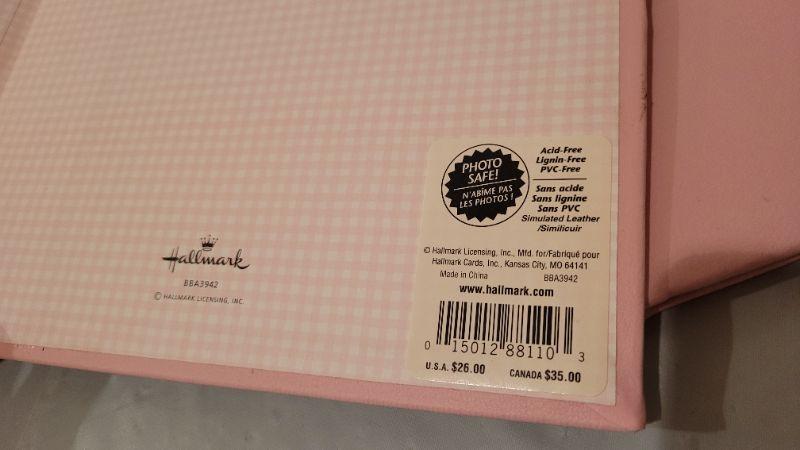 Hallmark
BBA3942
© HALLMARK LICENSING, INC.
PHOTO
SAFE!
N'ABÎME PAS
LES PHOTOS !
Acid-Free
Lignin-Free
PVC-Free
Sans acide
Sans lignine
Sans PVC
Simulated Leather
/Similicuir
© Hallmark Licensing, Inc., Mfd. for/Fabriqué pour
Hallmark Cards, Inc., Kansas City, MO 64141
Made in China BBA3942
www.hallmark.com
0 15012 88110 3
U.S.A. $26.00 CANADA $35.00